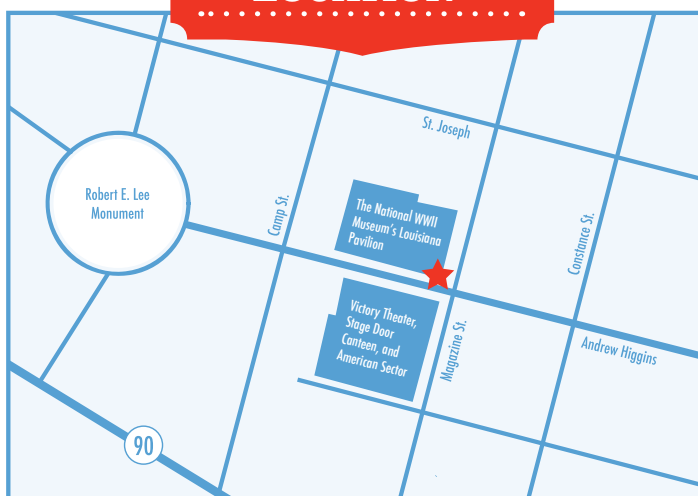 St. Joseph
Robert E. Lee
Monument
Camp St.
The National WWII
Museum's Louisiana
Pavilion
Constance St.
Victory Theater,
Stage Door
Canteen, and
American Sector
Magazine St.
Andrew Higgins
90